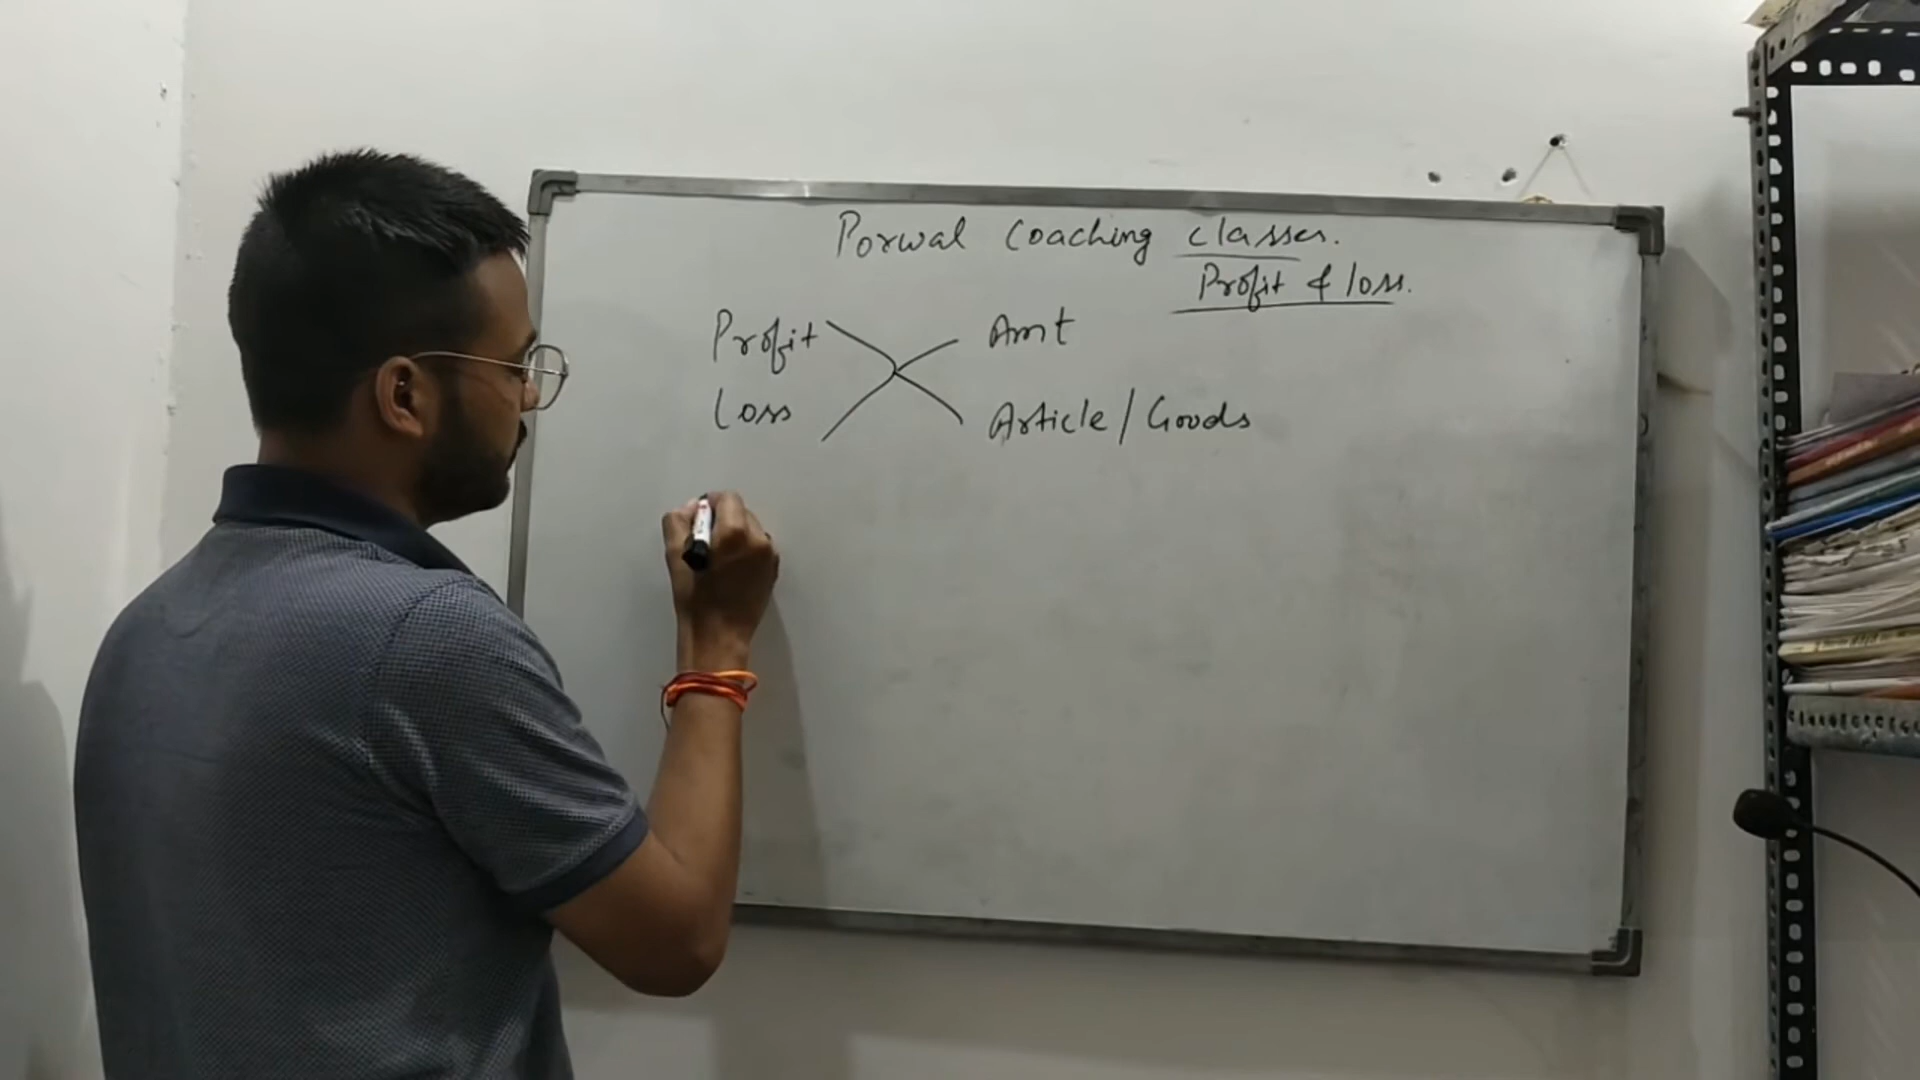 Porwal Coaching classes.
Profit & loss.
Profit Amt
Loss Article / Goods